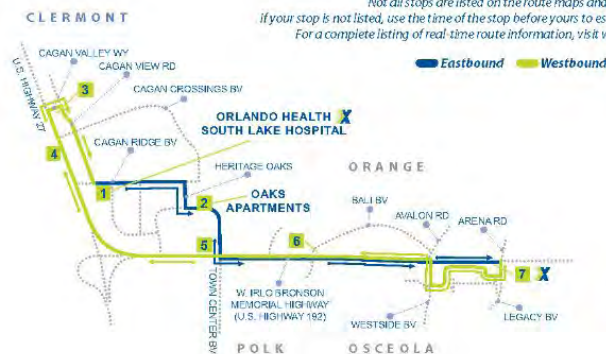 Not all stops are listed on the route maps and
if your stop is not listed, use the time of the stop before yours to es
For a complete listing of real-time route information, visit w
Eastbound
Westbound
CLERMONT
CAGAN VALLEY WY
CAGAN VIEW RD
CAGAN CROSSINGS BV
U.S. HIGHWAY 27
3
4
ORLANDO HEALTH X
SOUTH LAKE HOSPITAL
CAGAN RIDGE BV
HERITAGE OAKS
ORANGE
1
2
OAKS
APARTMENTS
BALI BV
AVALON RD
ARENA RD
5
6
7 X
W. IRLO BRONSON
MEMORIAL HIGHWAY
(U.S. HIGHWAY 192)
TOWN CENTER BV
WESTSIDE BV
LEGACY BV
POLK
OSCEOLA